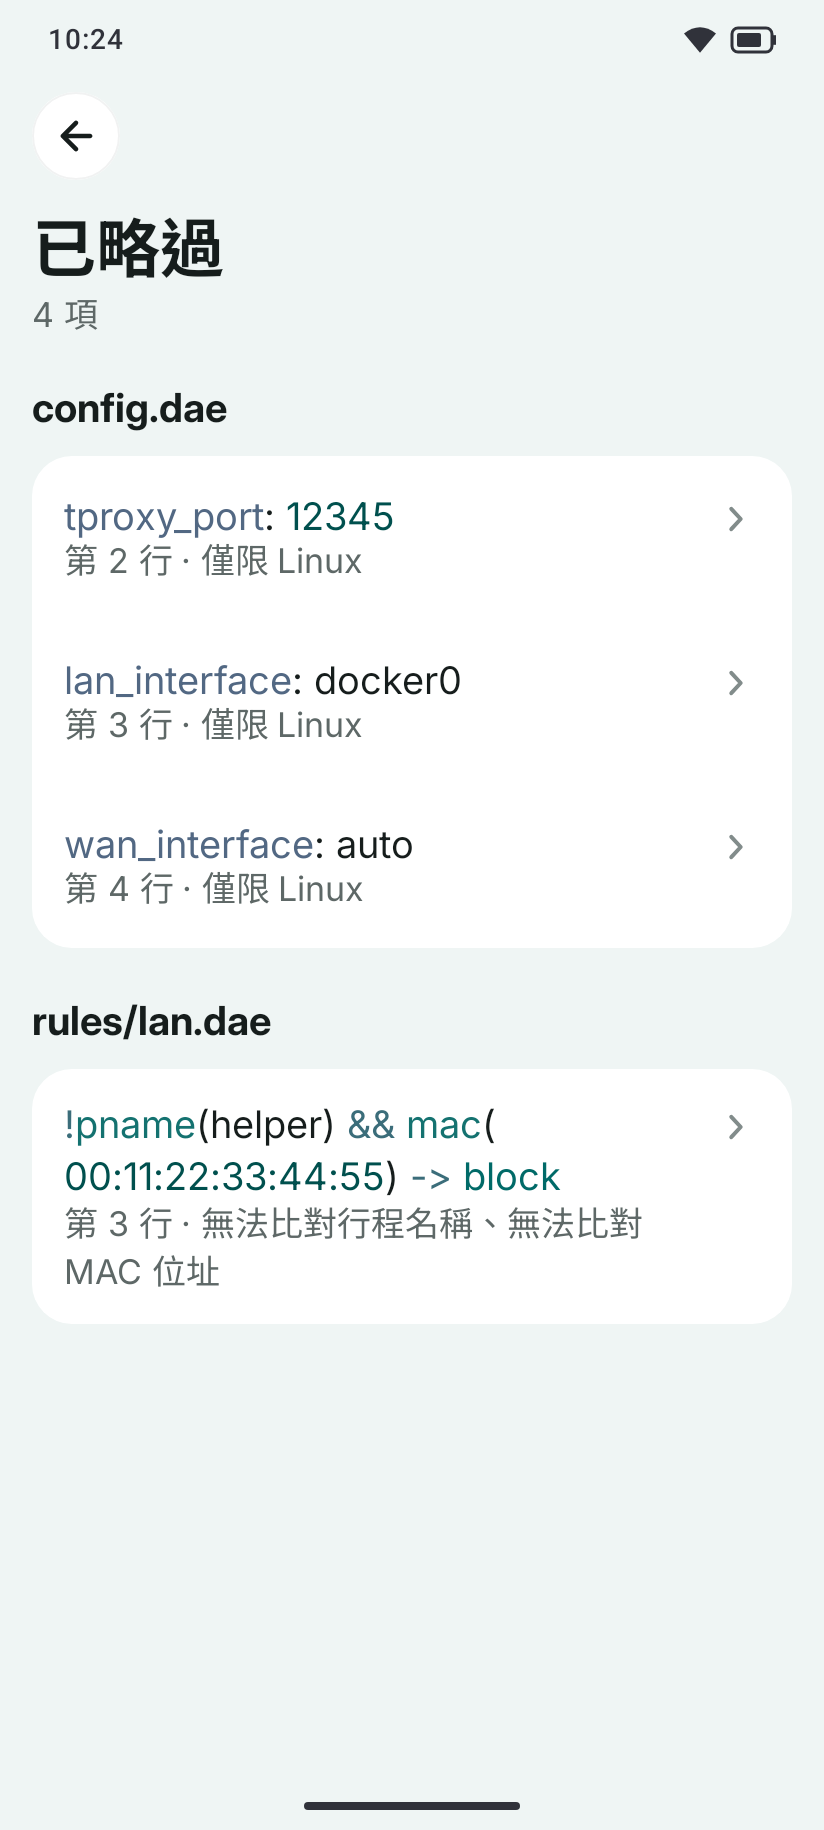 10:24
已略過
4 項
config.dae
tproxy_port: 12345
第 2 行 · 僅限 Linux
lan_interface: docker0
第 3 行 · 僅限 Linux
wan_interface: auto
第 4 行 · 僅限 Linux
rules/lan.dae
!pname(helper) && mac(
00:11:22:33:44:55) -> block
第 3 行 · 無法比對行程名稱、無法比對
MAC 位址